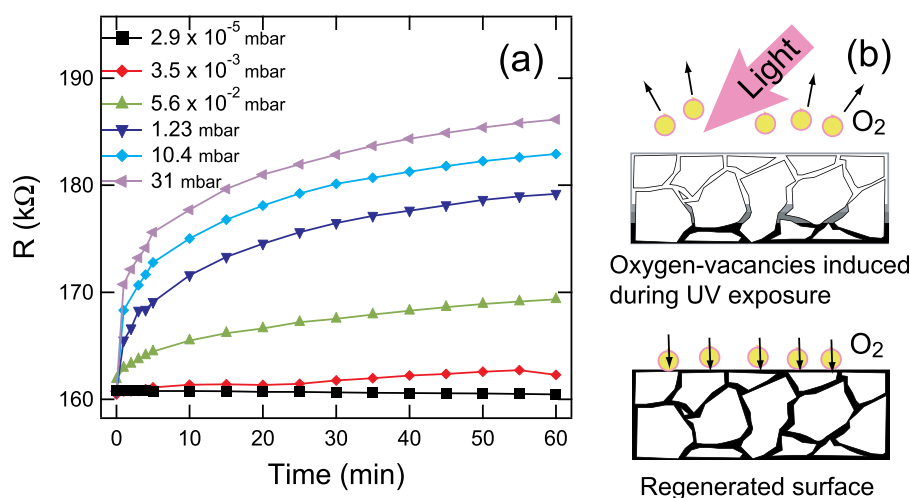 (a)
2.9 x 10⁻⁵ mbar
3.5 x 10⁻³ mbar
5.6 x 10⁻² mbar
1.23 mbar
10.4 mbar
31 mbar
R (kΩ)
190
180
170
160
0
10
20
30
40
50
60
Time (min)
(b)
Light
O₂
Oxygen-vacancies induced
during UV exposure
O₂
Regenerated surface